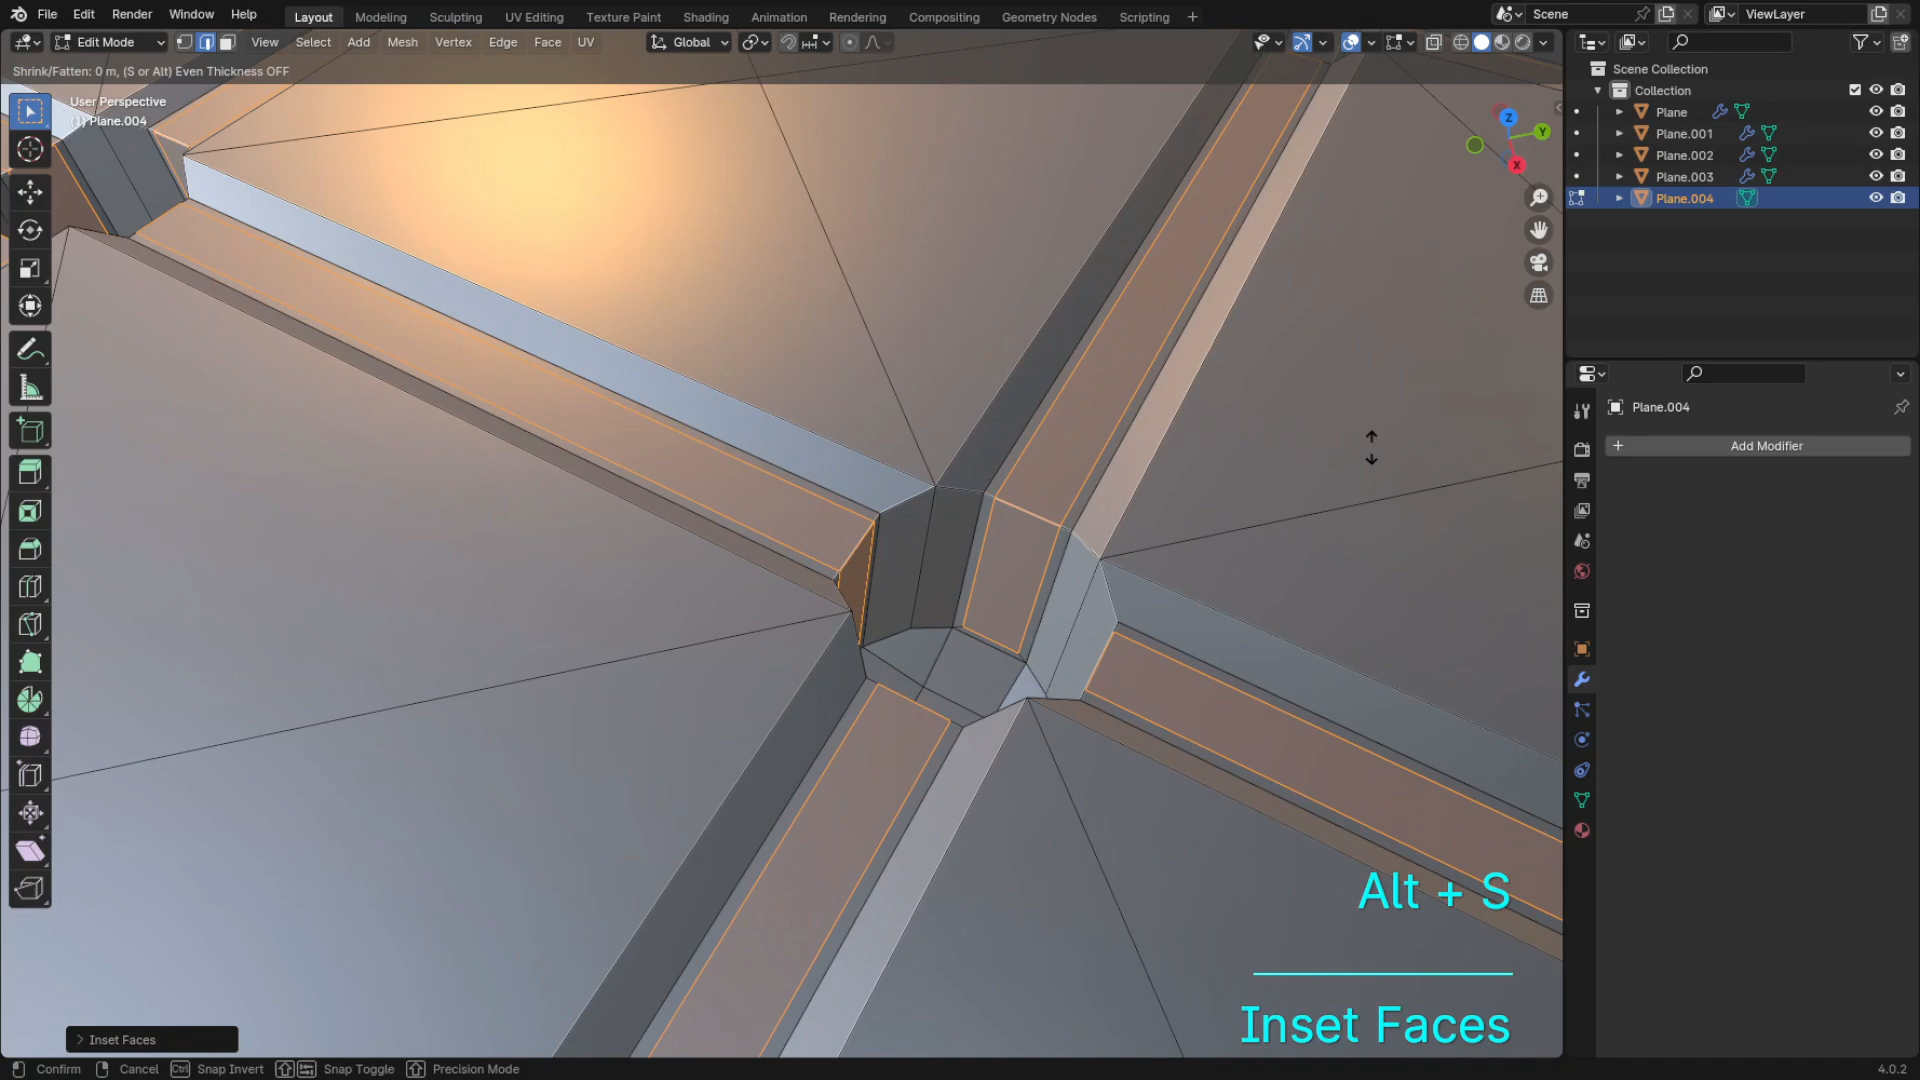 File Edit Render Window Help
Layout Modeling Sculpting UV Editing Texture Paint Shading Animation Rendering Compositing Geometry Nodes Scripting +
Scene
ViewLayer
Edit Mode
View Select Add Mesh Vertex Edge Face UV
Global
Shrink/Fatten: 0 m, (S or Alt) Even Thickness OFF
User Perspective
(1) Plane.004
Z
Y
X
Scene Collection
Collection
Plane
Plane.001
Plane.002
Plane.003
Plane.004
Plane.004
+ Add Modifier
Alt + S
Inset Faces
Inset Faces
Confirm Cancel Ctrl Snap Invert Snap Toggle Precision Mode
4.0.2